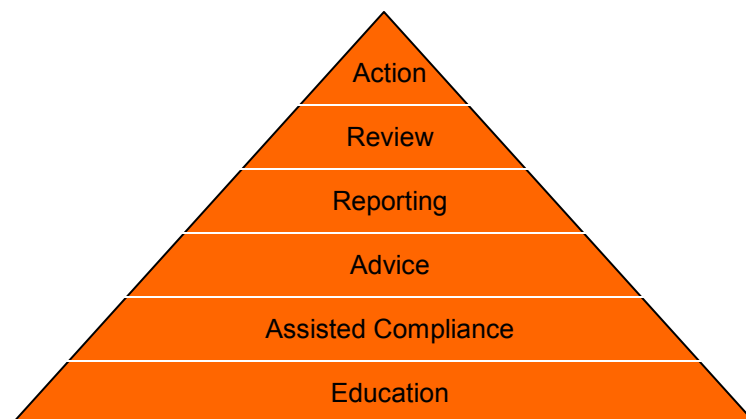 Action
Review
Reporting
Advice
Assisted Compliance
Education